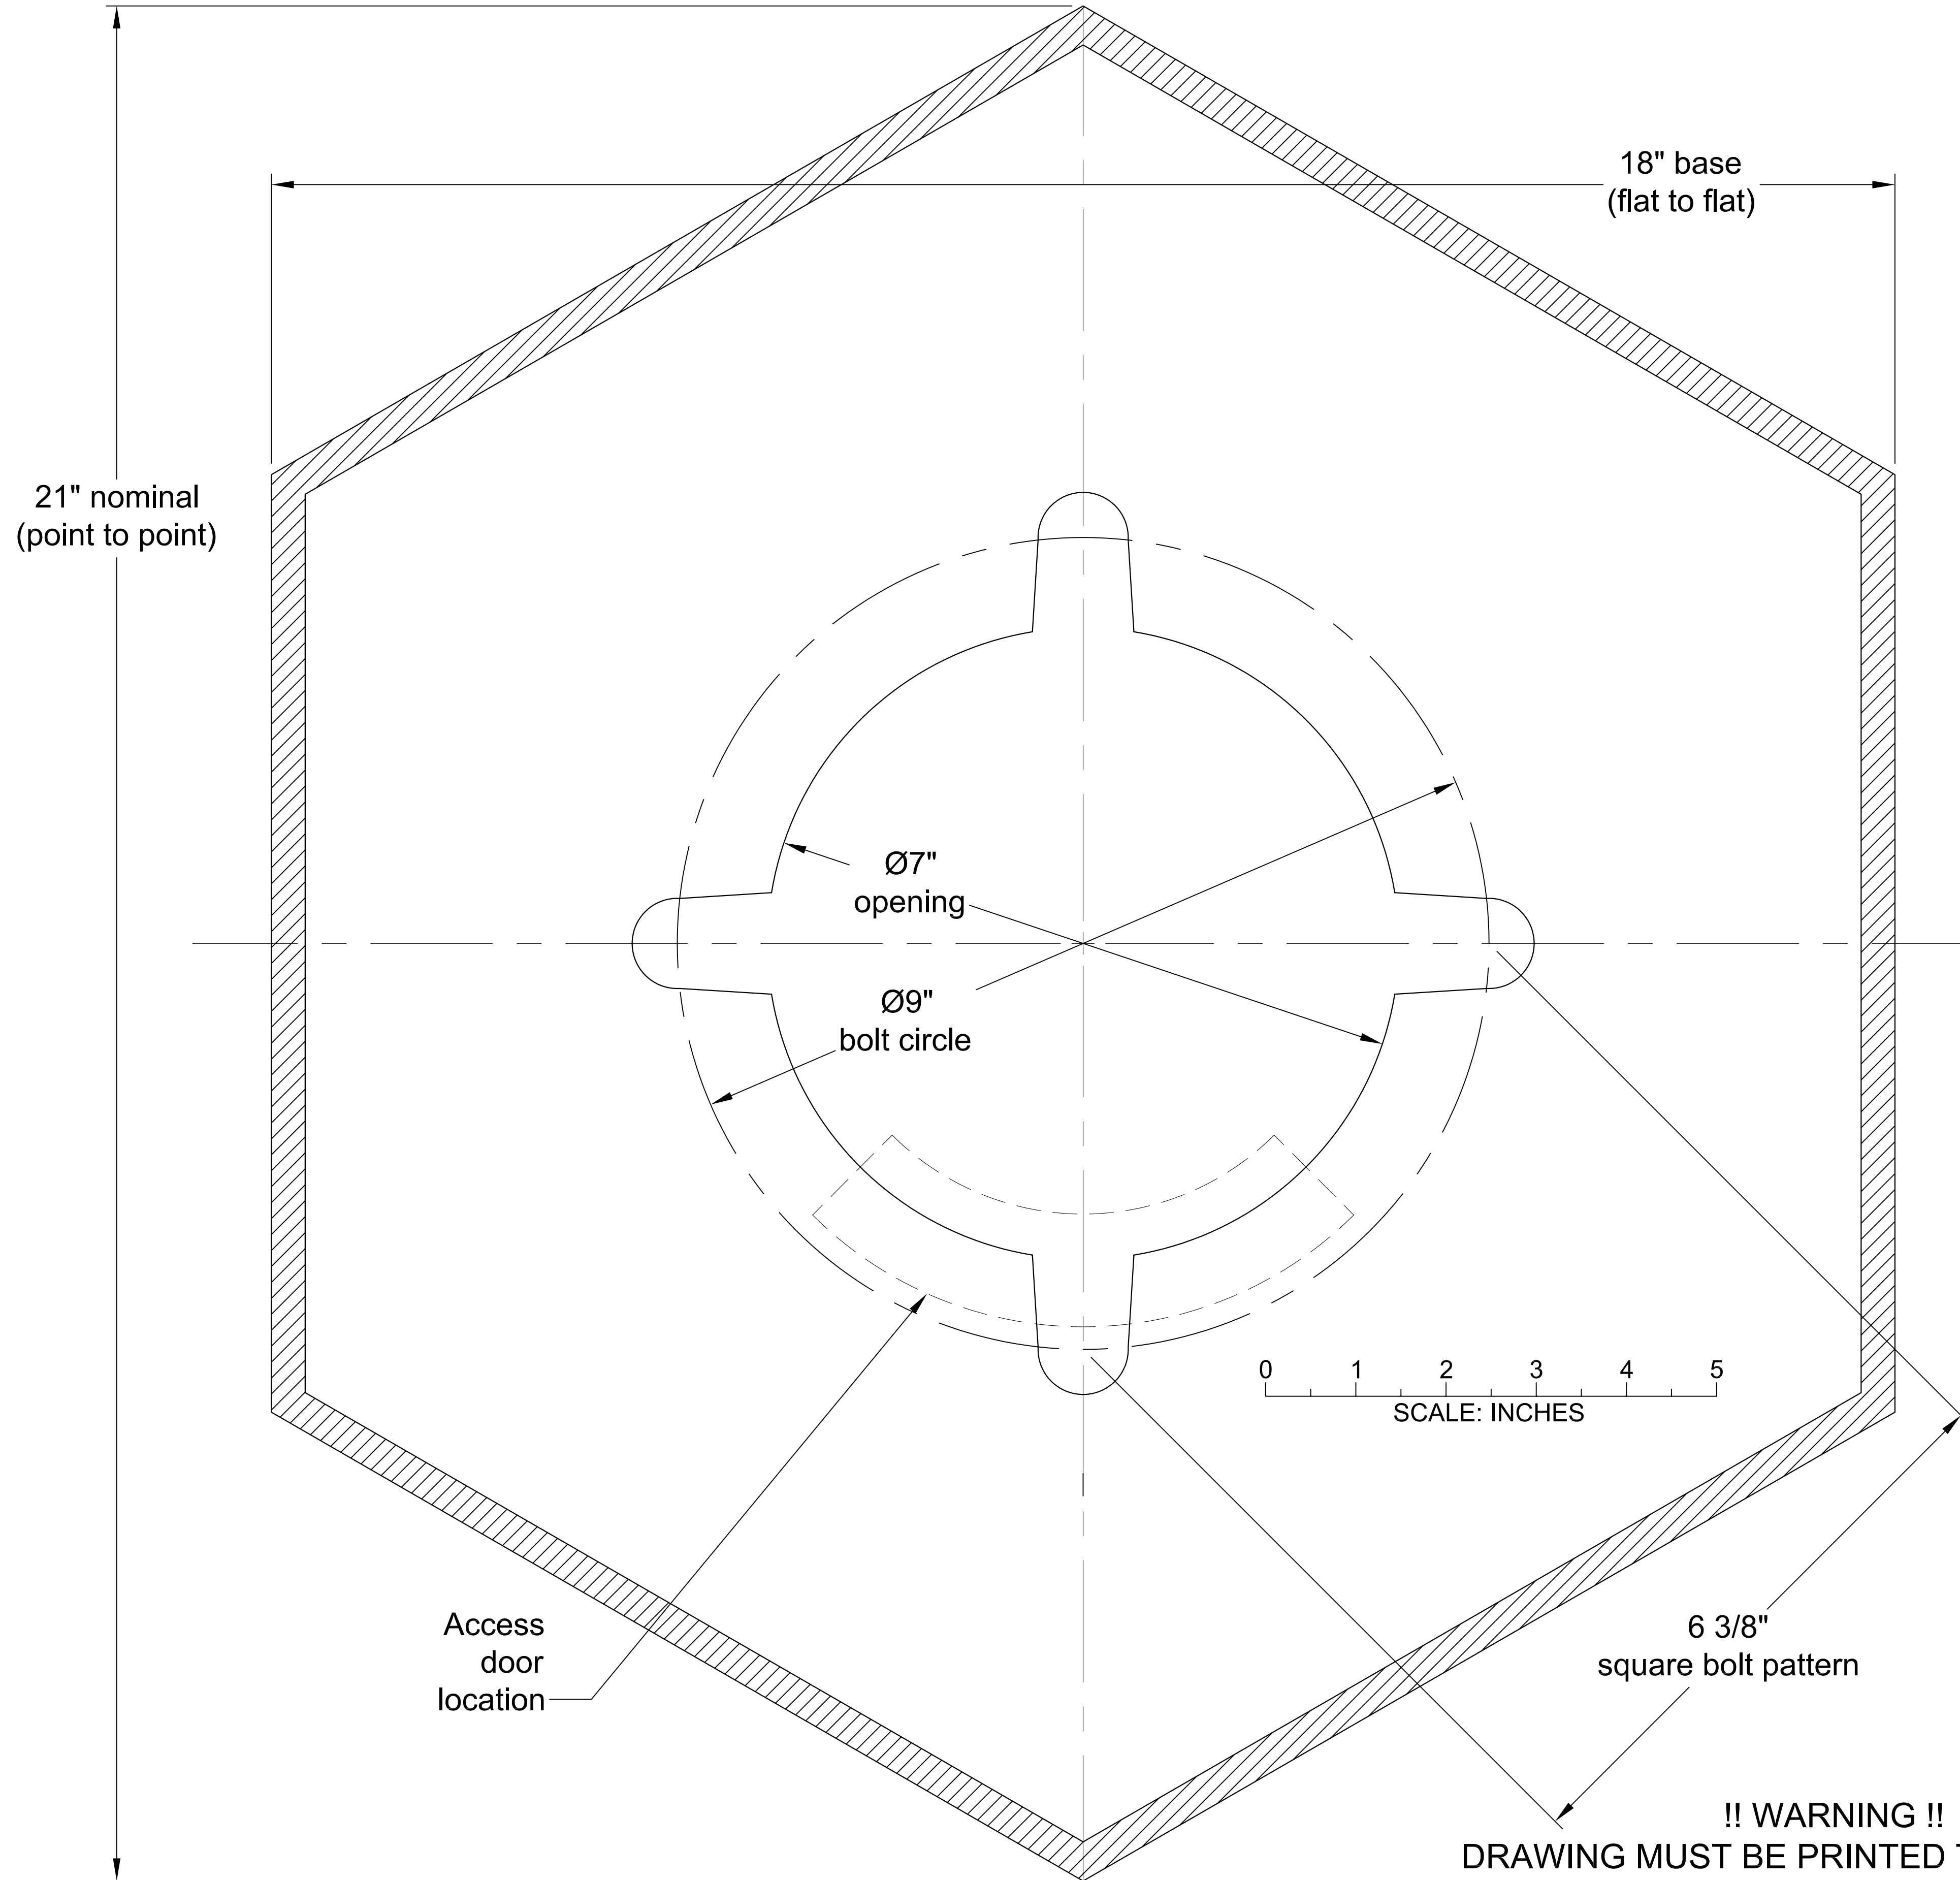 18" base
(flat to flat)
21" nominal
(point to point)
Ø7"
opening
Ø9"
bolt circle
0 1 2 3 4 5
SCALE: INCHES
Access
door
location
6 3/8"
square bolt pattern
!! WARNING !!
DRAWING MUST BE PRINTED